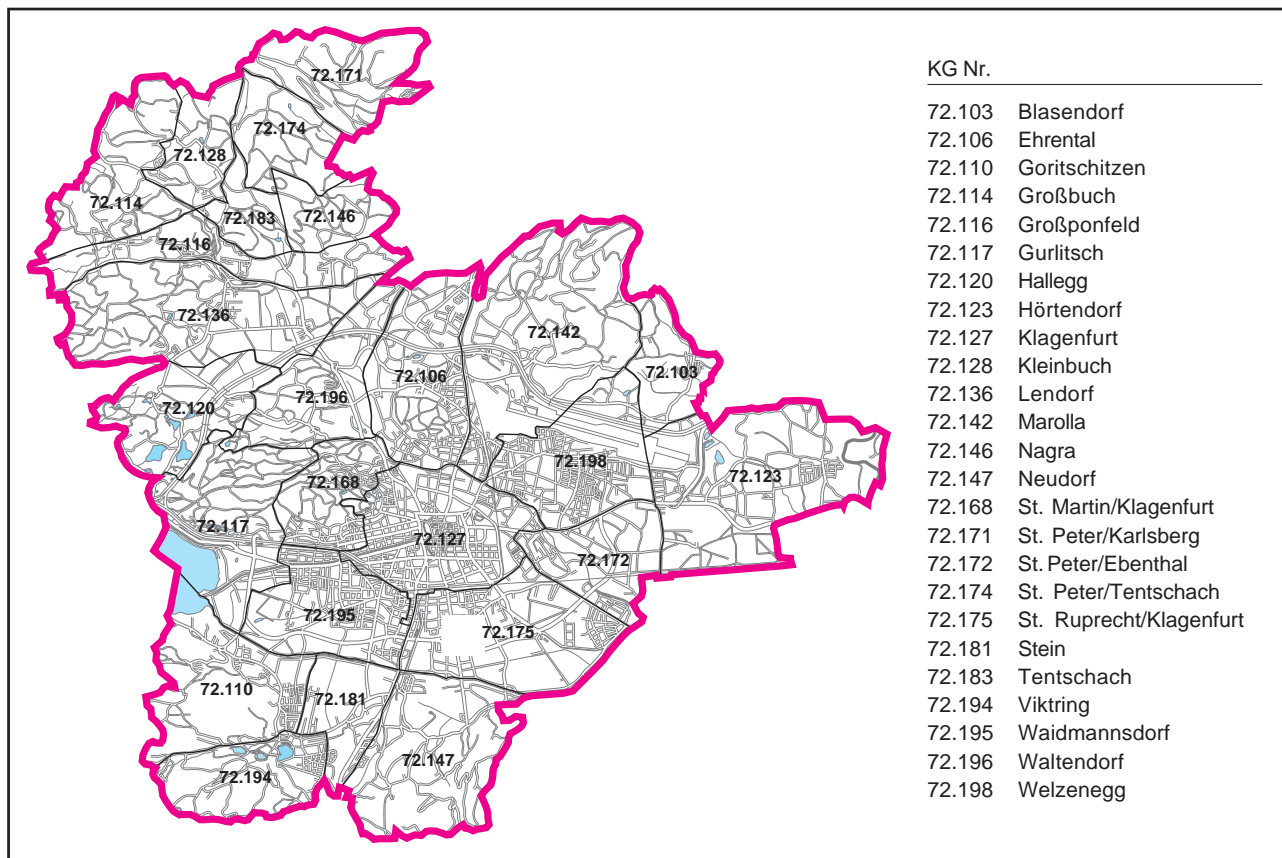 72.171
72.174
72.128
72.114
72.183
72.146
72.116
72.136
72.142
72.106
72.103
72.196
72.120
72.198
72.123
72.168
72.117
72.127
72.172
72.195
72.175
72.110
72.181
72.147
72.194
KG Nr.
72.103 Blasendorf
72.106 Ehrental
72.110 Goritschitzen
72.114 Großbuch
72.116 Großponfeld
72.117 Gurlitsch
72.120 Hallegg
72.123 Hörtendorf
72.127 Klagenfurt
72.128 Kleinbuch
72.136 Lendorf
72.142 Marolla
72.146 Nagra
72.147 Neudorf
72.168 St. Martin/Klagenfurt
72.171 St. Peter/Karlsberg
72.172 St. Peter/Ebenthal
72.174 St. Peter/Tentschach
72.175 St. Ruprecht/Klagenfurt
72.181 Stein
72.183 Tentschach
72.194 Viktring
72.195 Waidmannsdorf
72.196 Waltendorf
72.198 Welzenegg